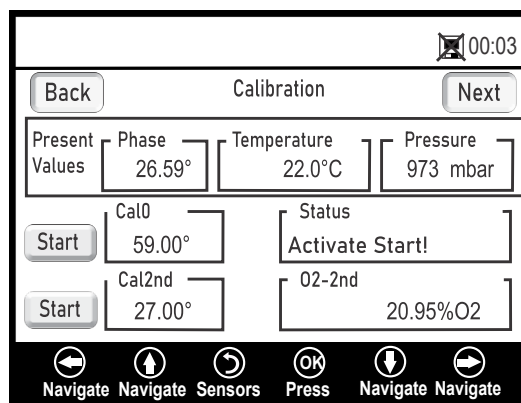 00:03
Back Calibration Next
Present Values Phase 26.59° Temperature 22.0°C Pressure 973 mbar
Cal0 Status
Start 59.00° Activate Start!
Cal2nd O2-2nd
Start 27.00° 20.95%O2
OK
Navigate Navigate Sensors Press Navigate Navigate